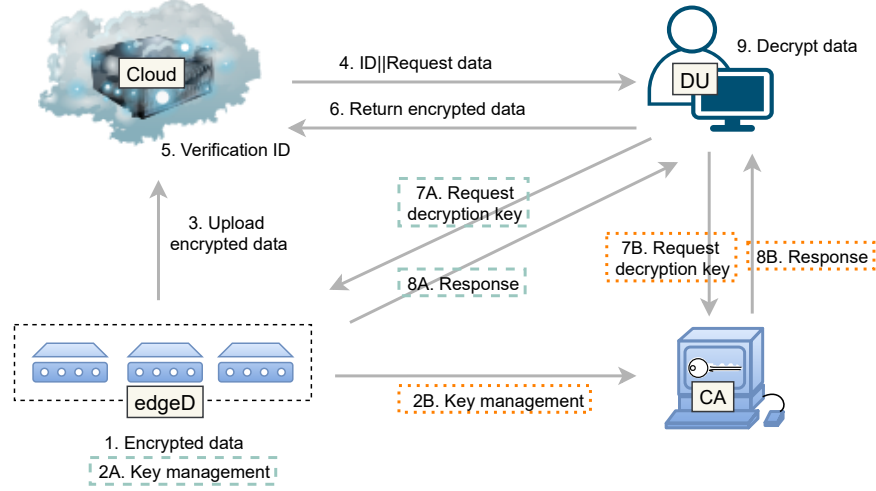 Cloud
4. ID||Request data
DU
9. Decrypt data
6. Return encrypted data
5. Verification ID
3. Upload
encrypted data
7A. Request
decryption key
8A. Response
7B. Request
decryption key
8B. Response
edgeD
1. Encrypted data
2A. Key management
2B. Key management
CA